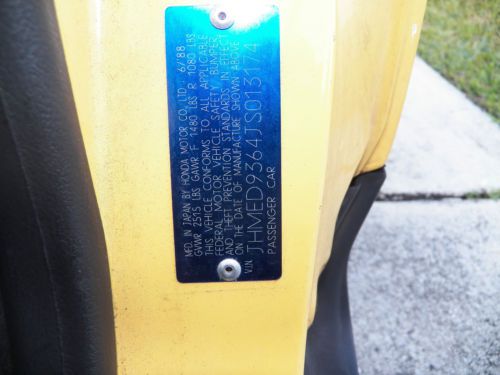 MFD. IN JAPAN BY HONDA MOTOR CO., LTD. 6/88
GVWR 2515 LBS GAWR F 1480 LBS R 1080 LBS
THIS VEHICLE CONFORMS TO ALL APPLICABLE
FEDERAL MOTOR VEHICLE SAFETY, BUMPER,
AND THEFT PREVENTION STANDARDS IN EFFECT
ON THE DATE OF MANUFACTURE SHOWN ABOVE
V.I.N. JHMED9364JS013174
PASSENGER CAR